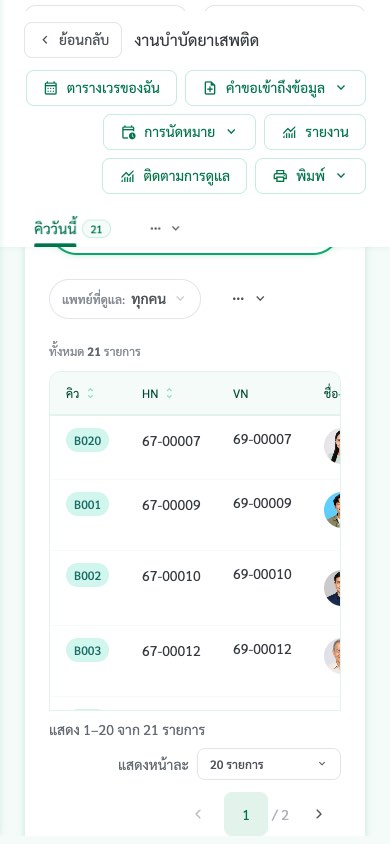 ย้อนกลับ งานบำบัดยาเสพติด
ตารางเวรของฉัน คำขอเข้าถึงข้อมูล
การนัดหมาย รายงาน
ติดตามการดูแล พิมพ์
คิววันนี้ 21 ...
แพทย์ที่ดูแล: ทุกคน ...
ทั้งหมด 21 รายการ
คิว HN VN ชื่อ-
B020 67-00007 69-00007
B001 67-00009 69-00009
B002 67-00010 69-00010
B003 67-00012 69-00012
แสดง 1–20 จาก 21 รายการ
แสดงหน้าละ 20 รายการ
1 / 2